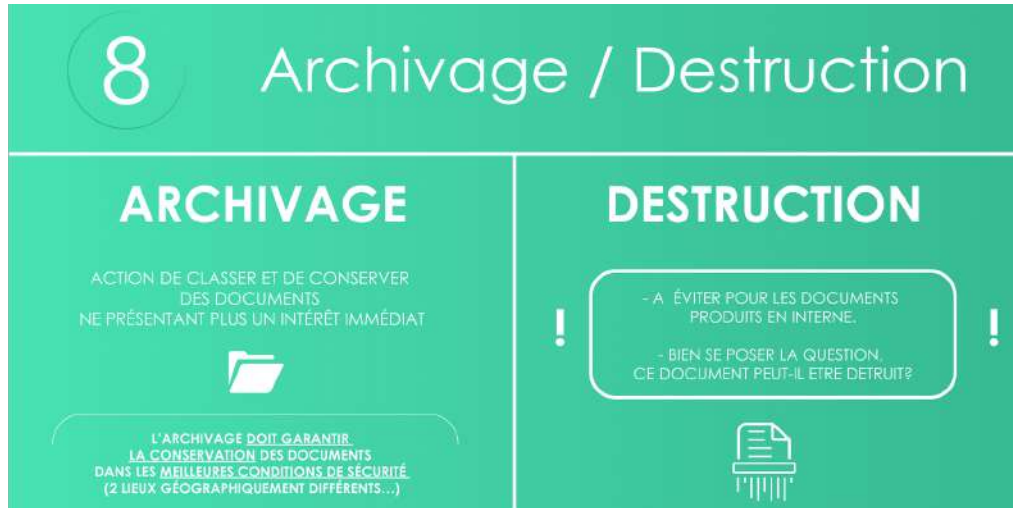 8
Archivage / Destruction
ARCHIVAGE
ACTION DE CLASSER ET DE CONSERVER
DES DOCUMENTS
NE PRÉSENTANT PLUS UN INTÉRÊT IMMÉDIAT
L'ARCHIVAGE DOIT GARANTIR
LA CONSERVATION DES DOCUMENTS
DANS LES MEILLEURES CONDITIONS DE SÉCURITÉ
(2 LIEUX GÉOGRAPHIQUEMENT DIFFÉRENTS...)
DESTRUCTION
! !
- A ÉVITER POUR LES DOCUMENTS
PRODUITS EN INTERNE.
- BIEN SE POSER LA QUESTION,
CE DOCUMENT PEUT-IL ETRE DETRUIT?